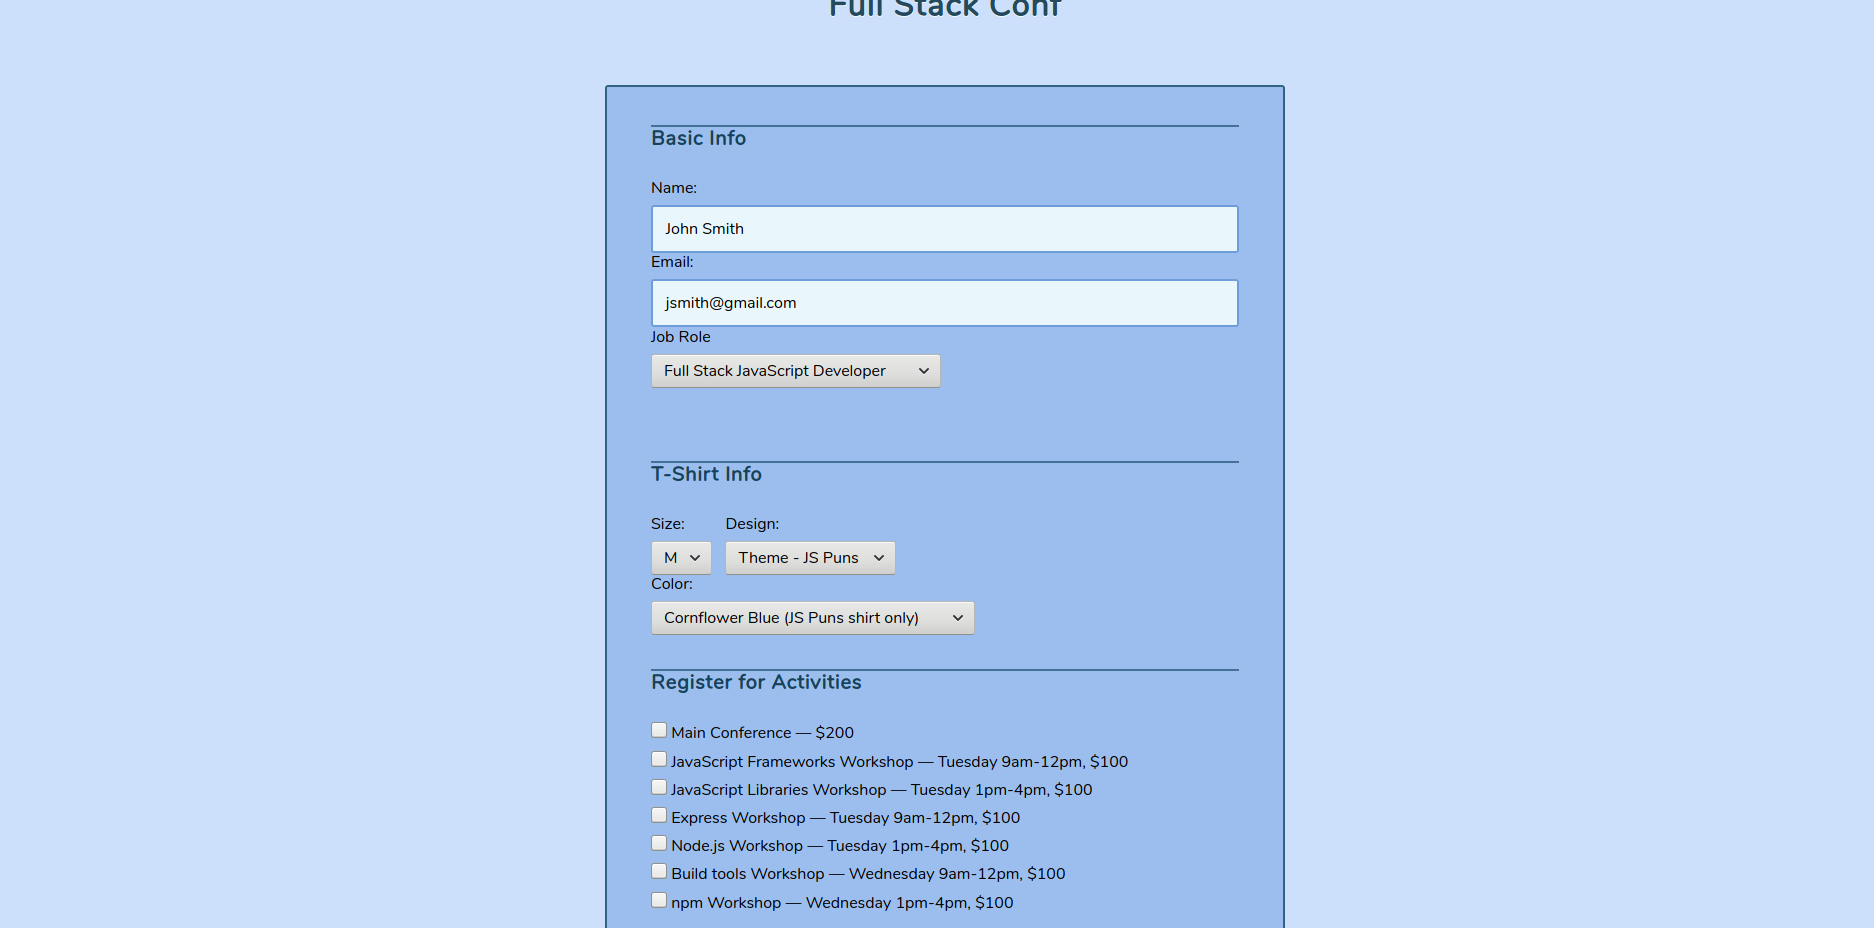 Full Stack Conf
Basic Info
Name:
John Smith
Email:
jsmith@gmail.com
Job Role
Full Stack JavaScript Developer
T-Shirt Info
Size: Design:
M Theme - JS Puns
Color:
Cornflower Blue (JS Puns shirt only)
Register for Activities
Main Conference — $200
JavaScript Frameworks Workshop — Tuesday 9am-12pm, $100
JavaScript Libraries Workshop — Tuesday 1pm-4pm, $100
Express Workshop — Tuesday 9am-12pm, $100
Node.js Workshop — Tuesday 1pm-4pm, $100
Build tools Workshop — Wednesday 9am-12pm, $100
npm Workshop — Wednesday 1pm-4pm, $100